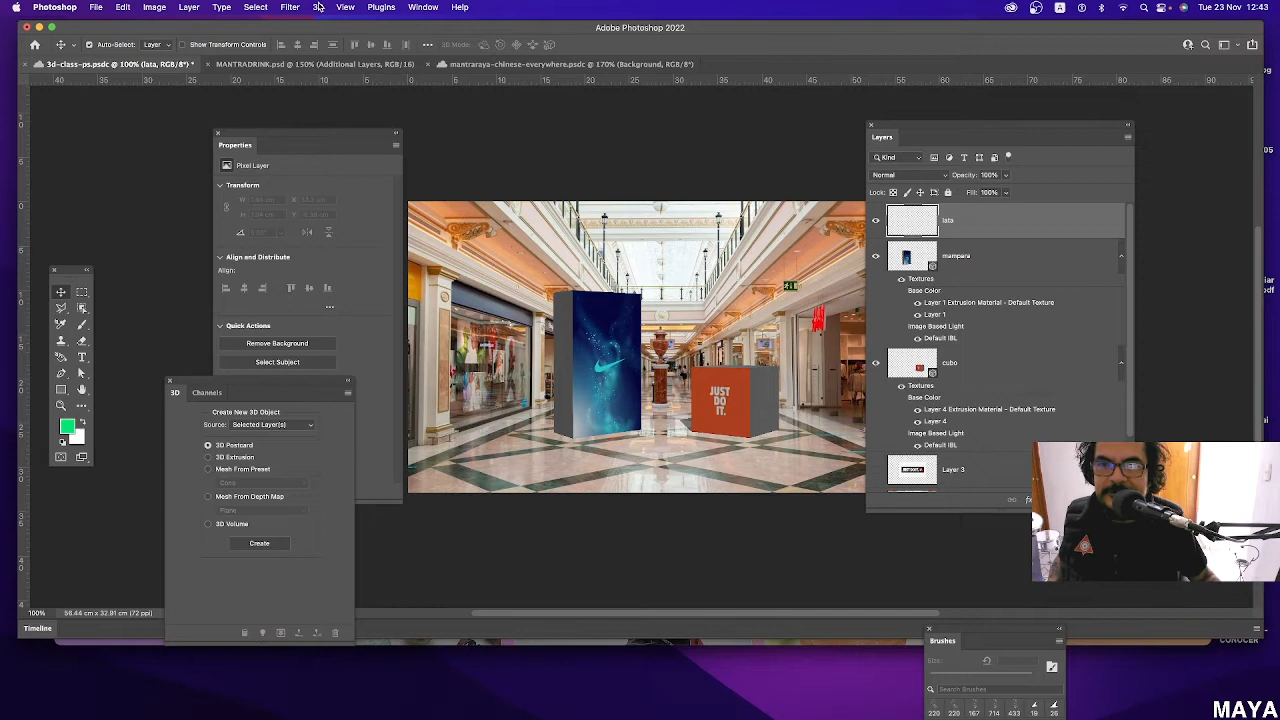 Photoshop File Edit Image Layer Type Select Filter 3D View Plugins Window Help
Tue 23 Nov 12:43
Adobe Photoshop 2022
Auto-Select: Layer Show Transform Controls 3D Mode:
3d-class-ps.psdc @ 100% (lata, RGB/8*) *
MANTRADRINK.psd @ 150% (Additional Layers, RGB/16)
mantraraya-chinese-everywhere.psdc @ 170% (Background, RGB/8*)
Properties
Pixel Layer
Transform
Align and Distribute
Align:
Quick Actions
Remove Background
Select Subject
3D Channels
Create New 3D Object
Source: Selected Layer(s)
3D Postcard
3D Extrusion
Mesh From Preset
Cone
Mesh From Depth Map
Plane
3D Volume
Create
JUST
DO
IT.
Layers
Kind
Normal Opacity: 100%
Lock: Fill: 100%
lata
mampara
Textures
Base Color
Layer 1 Extrusion Material - Default Texture
Layer 1
Image Based Light
Default IBL
cubo
Textures
Base Color
Layer 4 Extrusion Material - Default Texture
Layer 4
Image Based Light
Default IBL
Layer 3
fx
100% 56.44 cm x 32.91 cm (72 ppi)
Timeline
CONOCER
Brushes
Size:
Search Brushes
220 220 167 714 433 19 26
MAYA